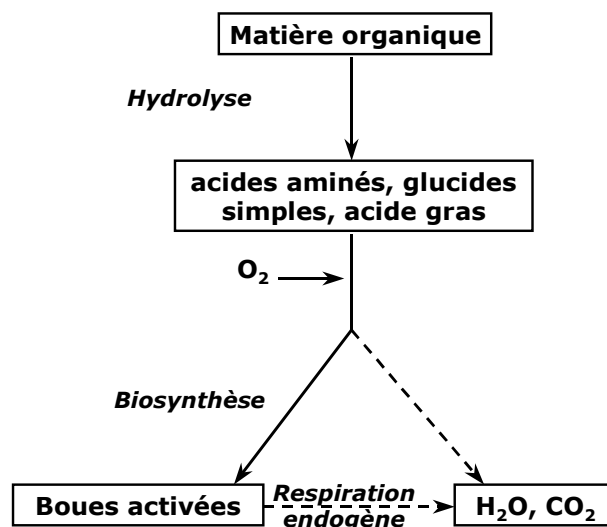 Matière organique
Hydrolyse
acides aminés, glucides
simples, acide gras
O₂
Biosynthèse
Boues activées
Respiration
endogène
H₂O, CO₂